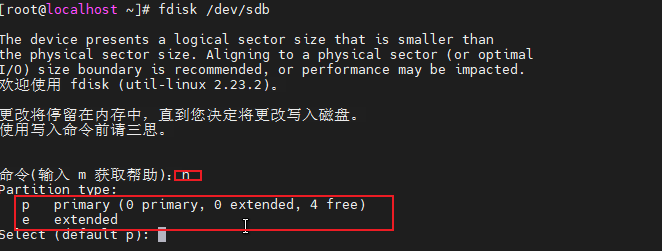 [root@localhost ~]# fdisk /dev/sdb
The device presents a logical sector size that is smaller than
the physical sector size. Aligning to a physical sector (or optimal
I/O) size boundary is recommended, or performance may be impacted.
欢迎使用 fdisk (util-linux 2.23.2)。
更改将停留在内存中，直到您决定将更改写入磁盘。
使用写入命令前请三思。
命令(输入 m 获取帮助)：n
Partition type:
p   primary (0 primary, 0 extended, 4 free)
e   extended
Select (default p):